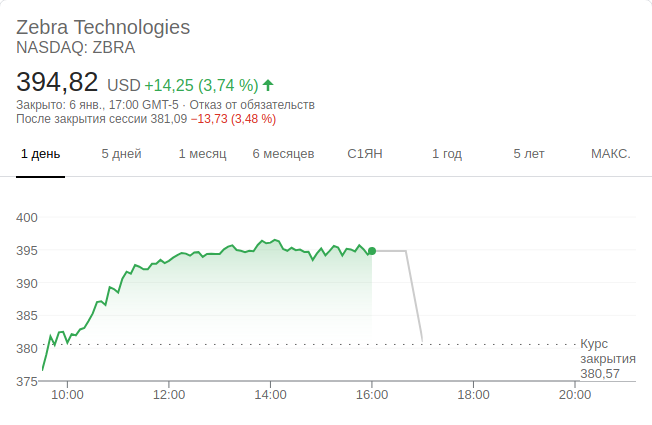 Zebra Technologies
NASDAQ: ZBRA
394,82 USD +14,25 (3,74 %)
Закрыто: 6 янв., 17:00 GMT-5 · Отказ от обязательств
После закрытия сессии 381,09 −13,73 (3,48 %)
1 день 5 дней 1 месяц 6 месяцев С1ЯН 1 год 5 лет МАКС.
400
395
390
385
380
375
Курс
закрытия
380,57
10:00 12:00 14:00 16:00 18:00 20:00